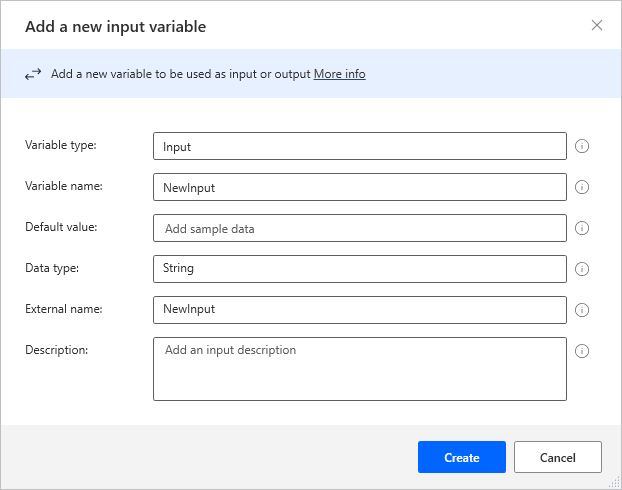 Add a new input variable
Add a new variable to be used as input or output More info
Variable type:
Input
Variable name:
NewInput
Default value:
Add sample data
Data type:
String
External name:
NewInput
Description:
Add an input description
Create
Cancel